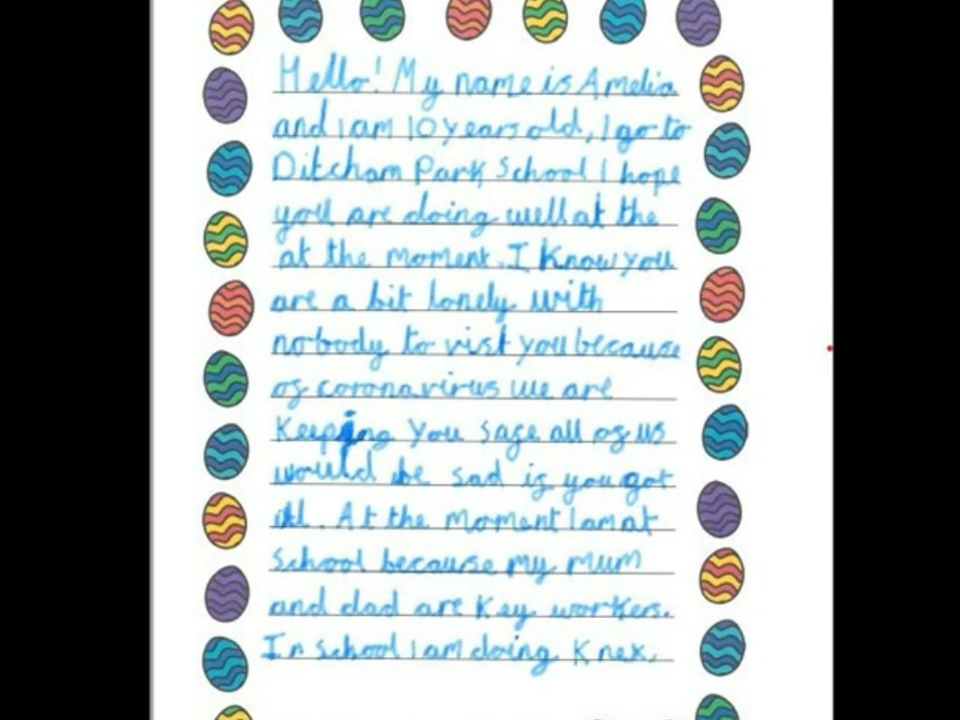 Hello! My name is Amelia
and I am 10 years old, I go to
Ditcham Park School I hope
you are doing well at the
at the moment. I know you
are a bit lonely with
nobody to vist you because
of coronavirus we are
Keeping you safe all of us
would be sad if you got
ill. At the moment I am at
school because my mum
and dad are Key workers.
In school I am doing Knex,